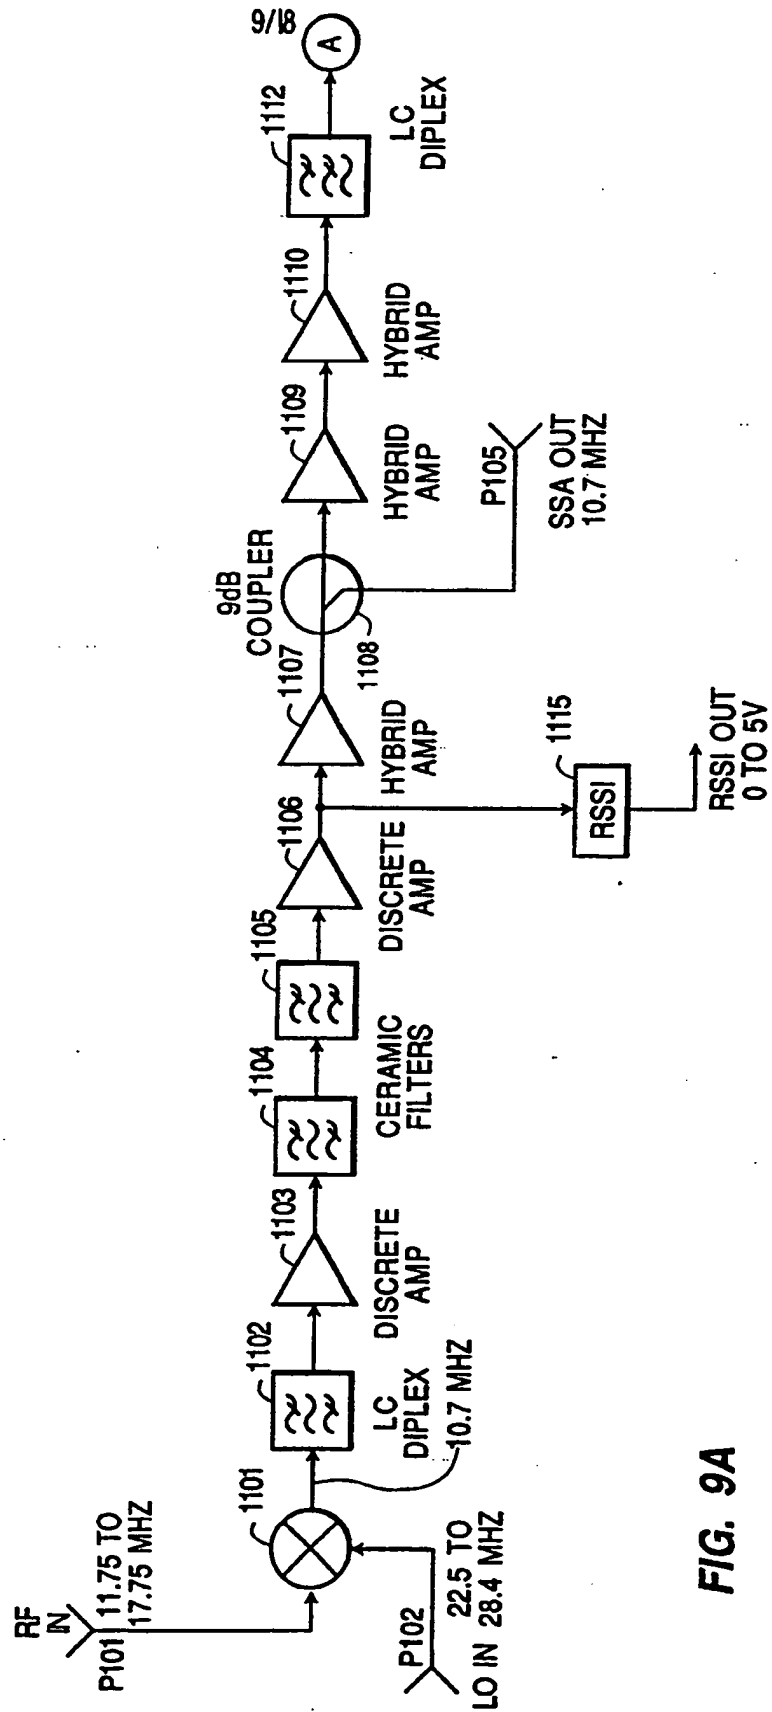 RF
IN
P101
11.75 TO
17.75 MHZ
P102
LO IN
22.5 TO
28.4 MHZ
1101
10.7 MHZ
1102
LC
DIPLEX
1103
DISCRETE
AMP
1104
1105
CERAMIC
FILTERS
1106
DISCRETE
AMP
1115
RSSI
RSSI OUT
0 TO 5V
1107
HYBRID
AMP
9dB
COUPLER
1108
P105
SSA OUT
10.7 MHZ
1109
HYBRID
AMP
1110
HYBRID
AMP
1112
LC
DIPLEX
A
FIG. 9A